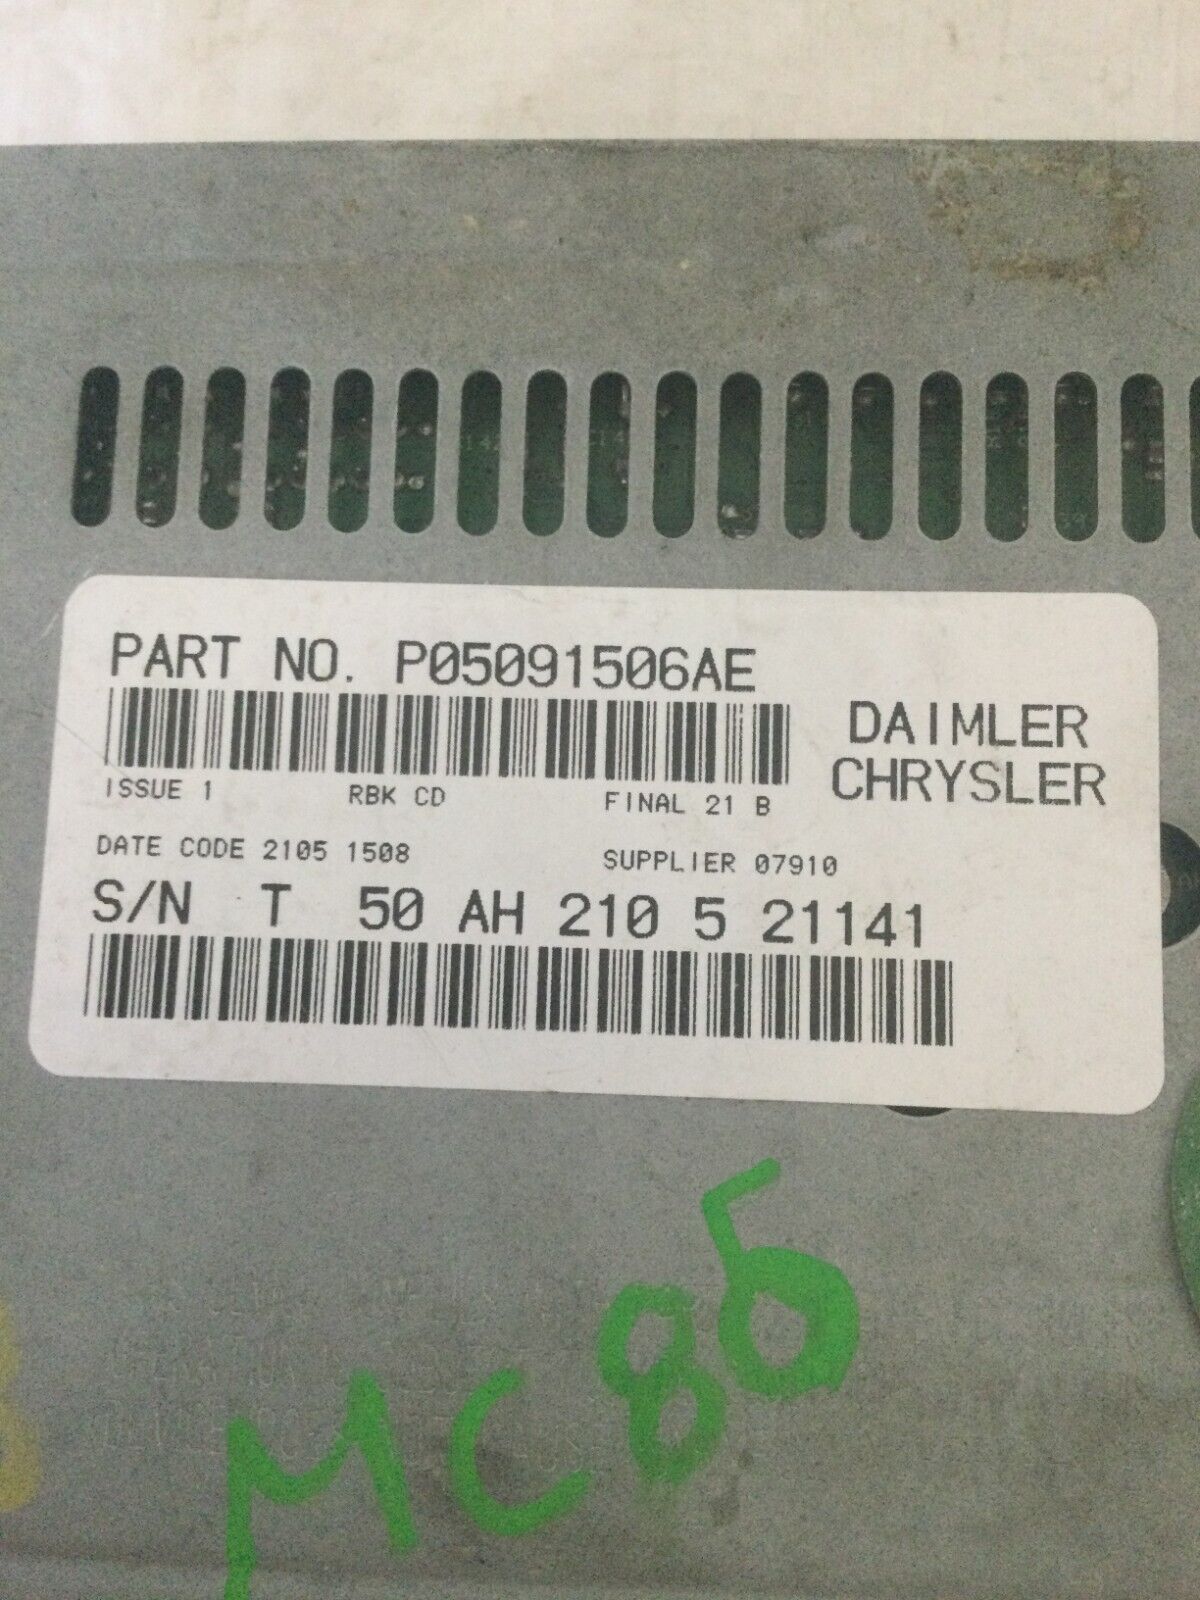 PART NO. P05091506AE
DAIMLER
CHRYSLER
ISSUE 1 RBK CD FINAL 21 B
DATE CODE 2105 1508 SUPPLIER 07910
S/N T 50 AH 210 5 21141
MC85